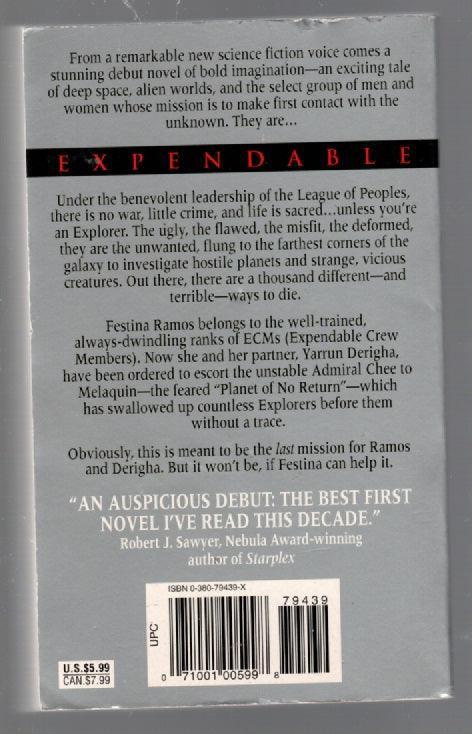 From a remarkable new science fiction voice comes a
stunning debut novel of bold imagination—an exciting tale
of deep space, alien worlds, and the select group of men and
women whose mission is to make first contact with the
unknown. They are...
EXPENDABLE
Under the benevolent leadership of the League of Peoples,
there is no war, little crime, and life is sacred...unless you're
an Explorer. The ugly, the flawed, the misfit, the deformed,
they are the unwanted, flung to the farthest corners of the
galaxy to investigate hostile planets and strange, vicious
creatures. Out there, there are a thousand different—and
terrible—ways to die.
Festina Ramos belongs to the well-trained,
always-dwindling ranks of ECMs (Expendable Crew
Members). Now she and her partner, Yarrun Derigha,
have been ordered to escort the unstable Admiral Chee to
Melaquin—the feared "Planet of No Return"—which
has swallowed up countless Explorers before them
without a trace.
Obviously, this is meant to be the last mission for Ramos
and Derigha. But it won't be, if Festina can help it.
"AN AUSPICIOUS DEBUT: THE BEST FIRST
NOVEL I'VE READ THIS DECADE."
Robert J. Sawyer, Nebula Award-winning
author of Starplex
ISBN 0-380-79439-X
79439
UPC
0 71001 00599 8
U.S.$5.99
CAN.$7.99